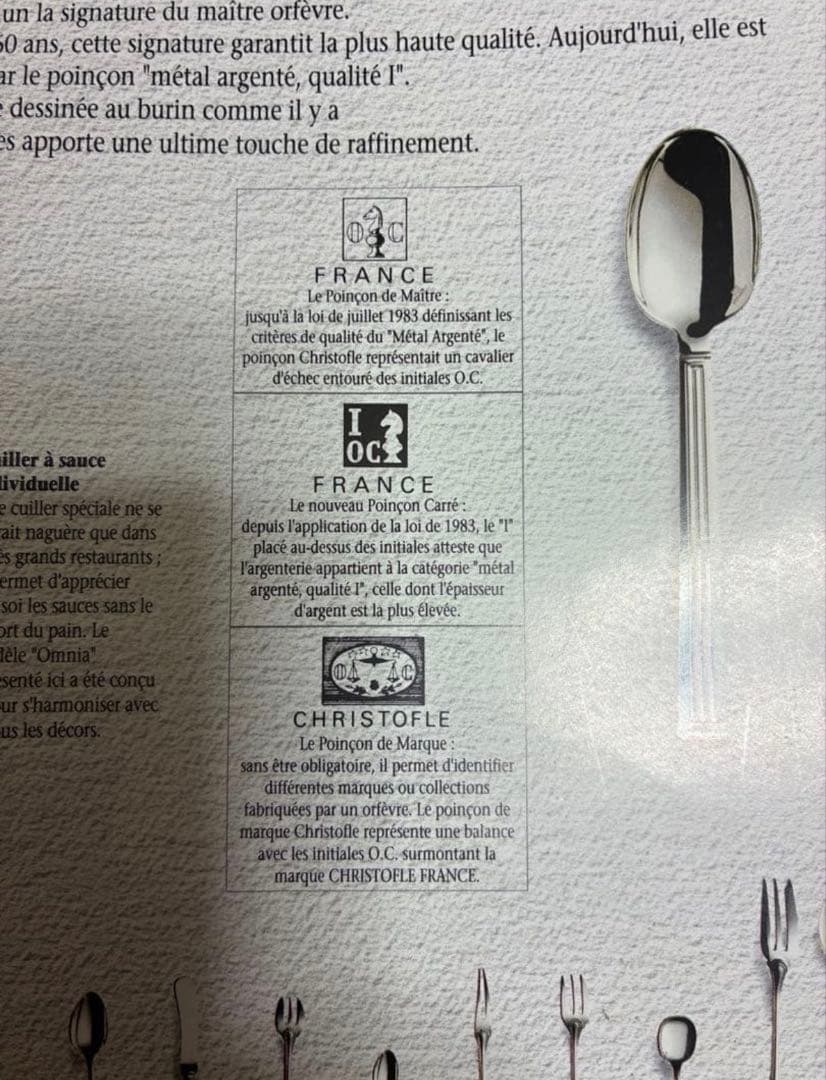 un la signature du maître orfèvre.
50 ans, cette signature garantit la plus haute qualité. Aujourd'hui, elle est
ar le poinçon "métal argenté, qualité I".
e dessinée au burin comme il y a
es apporte une ultime touche de raffinement.
O C
FRANCE
Le Poinçon de Maître :
jusqu'à la loi de juillet 1983 définissant les
critères de qualité du "Métal Argenté", le
poinçon Christofle représentait un cavalier
d'échec entouré des initiales O.C.
I
OC
FRANCE
Le nouveau Poinçon Carré :
depuis l'application de la loi de 1983, le "I"
placé au-dessus des initiales atteste que
l'argenterie appartient à la catégorie "métal
argenté, qualité I", celle dont l'épaisseur
d'argent est la plus élevée.
O C
CHRISTOFLE
Le Poinçon de Marque :
sans être obligatoire, il permet d'identifier
différentes marques ou collections
fabriquées par un orfèvre. Le poinçon de
marque Christofle représente une balance
avec les initiales O.C. surmontant la
marque CHRISTOFLE FRANCE.
iller à sauce
dividuelle
e cuiller spéciale ne se
ait naguère que dans
es grands restaurants ;
ermet d'apprécier
soi les sauces sans le
ort du pain. Le
dèle "Omnia"
senté ici a été conçu
ur s'harmoniser avec
us les décors.